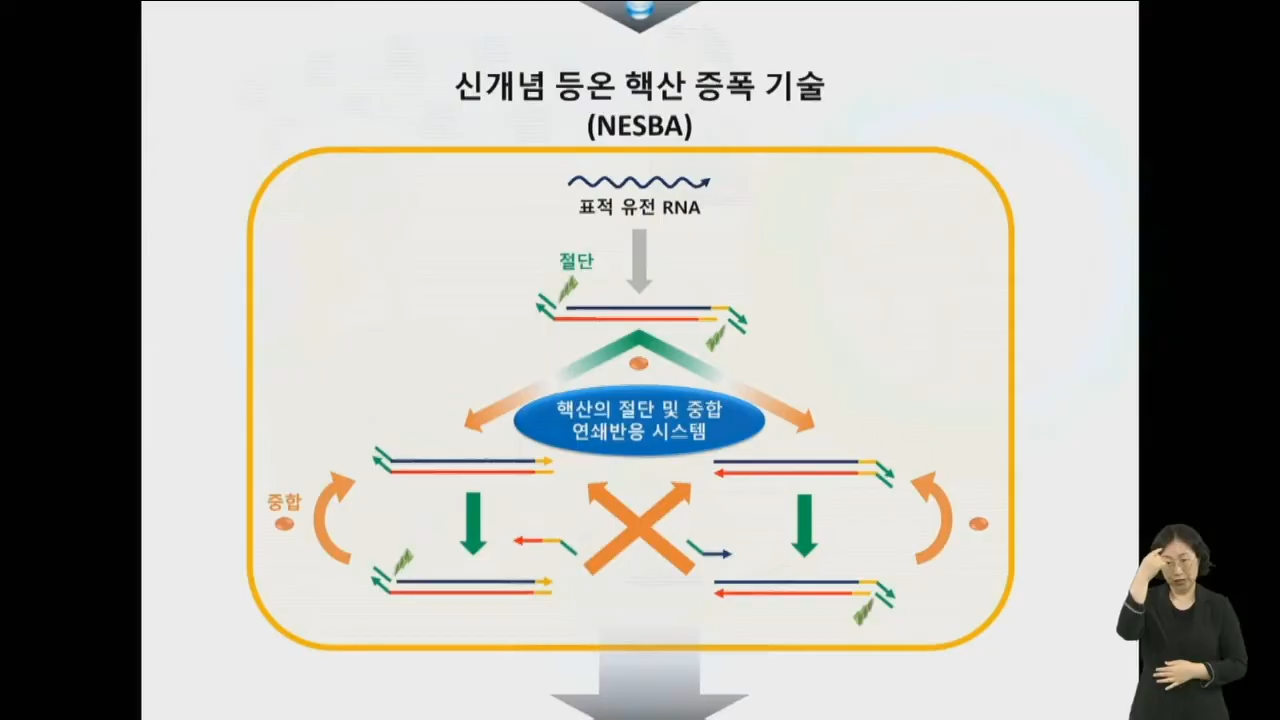 신개념 등온 핵산 증폭 기술
(NESBA)
표적 유전 RNA
절단
핵산의 절단 및 중합
연쇄반응 시스템
중합